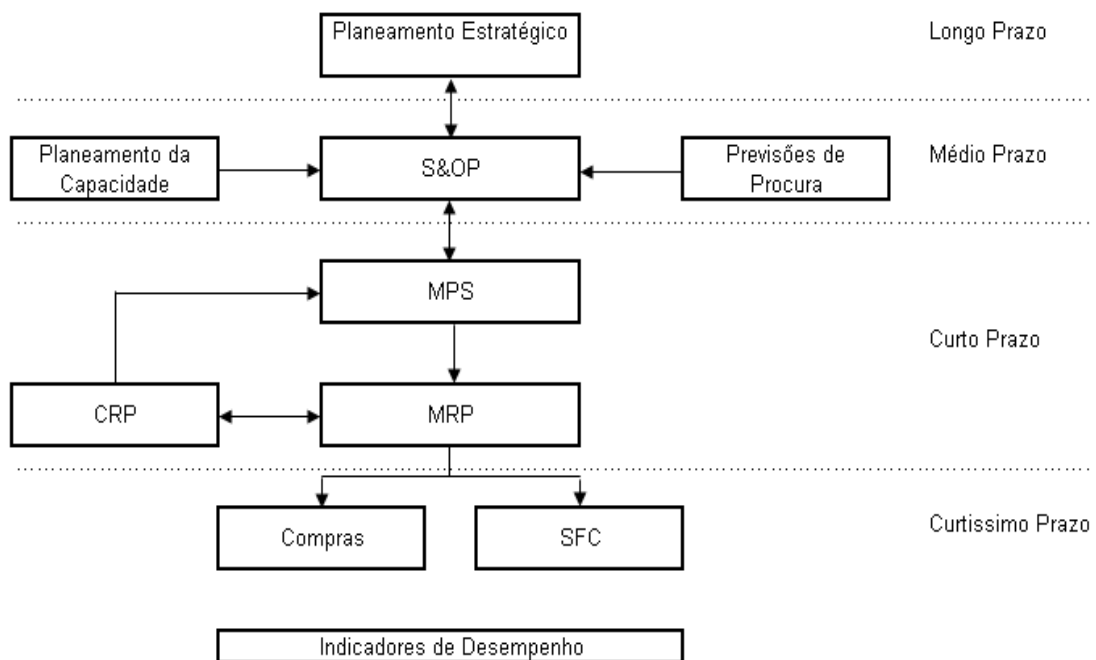 Planeamento Estratégico
Longo Prazo
Planeamento da
Capacidade
S&OP
Previsões de
Procura
Médio Prazo
MPS
Curto Prazo
CRP
MRP
Compras
SFC
Curtissimo Prazo
Indicadores de Desempenho